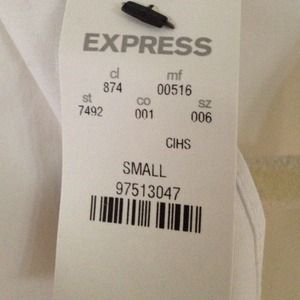 EXPRESS
cl mf
874 00516
st co sz
7492 001 006
CIHS
SMALL
97513047